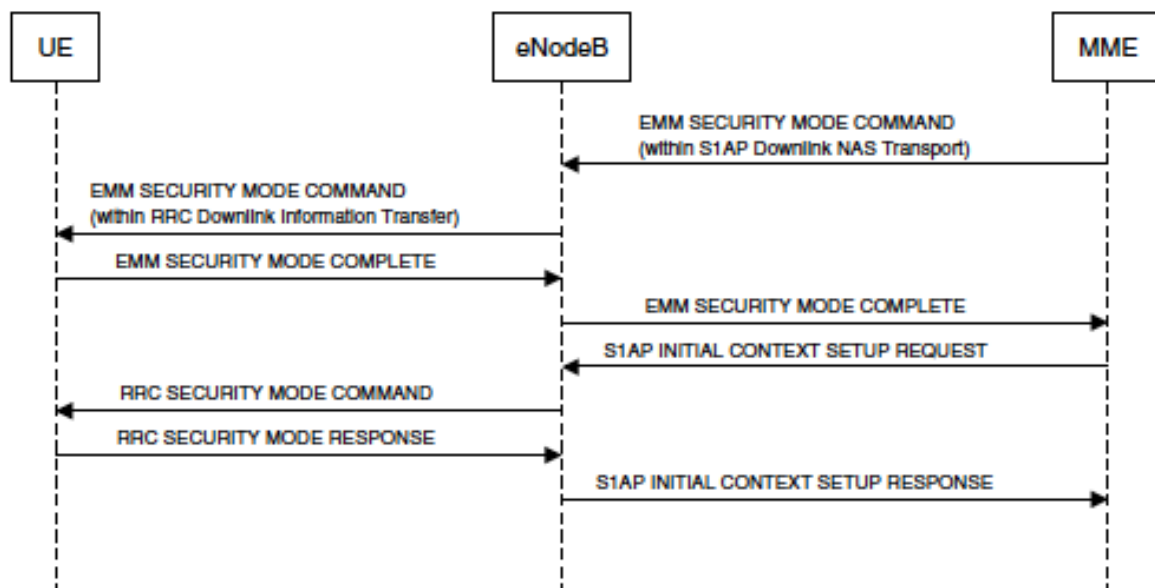 UE
eNodeB
MME
EMM SECURITY MODE COMMAND
(within S1AP Downlink NAS Transport)
EMM SECURITY MODE COMMAND
(within RRC Downlink Information Transfer)
EMM SECURITY MODE COMPLETE
EMM SECURITY MODE COMPLETE
S1AP INITIAL CONTEXT SETUP REQUEST
RRC SECURITY MODE COMMAND
RRC SECURITY MODE RESPONSE
S1AP INITIAL CONTEXT SETUP RESPONSE